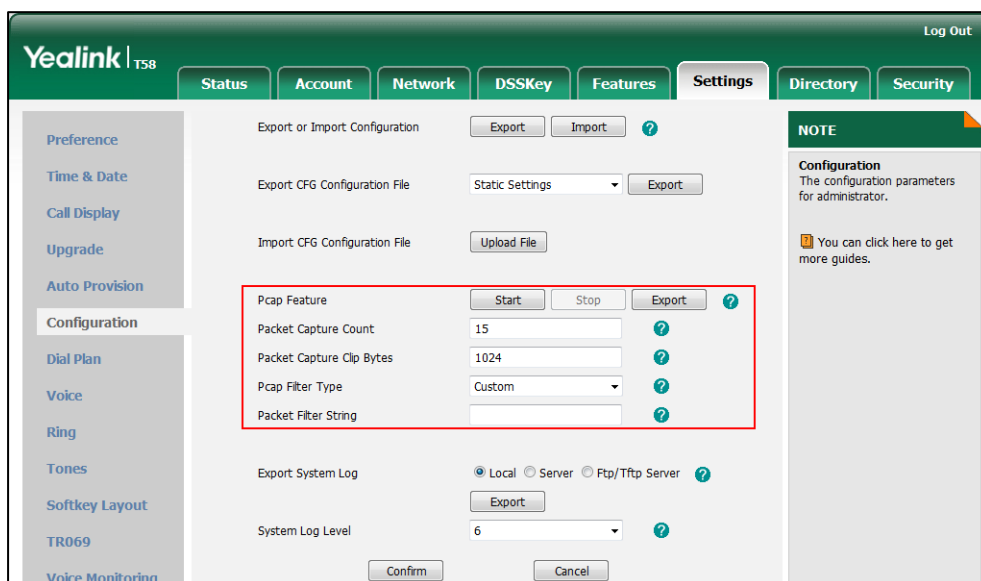 Log Out
Yealink T58
Status Account Network DSSKey Features Settings Directory Security
Preference
Time & Date
Call Display
Upgrade
Auto Provision
Configuration
Dial Plan
Voice
Ring
Tones
Softkey Layout
TR069
Voice Monitoring
Export or Import Configuration Export Import ?
Export CFG Configuration File Static Settings Export
Import CFG Configuration File Upload File
Pcap Feature Start Stop Export ?
Packet Capture Count 15 ?
Packet Capture Clip Bytes 1024 ?
Pcap Filter Type Custom ?
Packet Filter String ?
Export System Log Local Server Ftp/Tftp Server ?
Export
System Log Level 6 ?
Confirm Cancel
NOTE
Configuration
The configuration parameters
for administrator.
? You can click here to get
more guides.